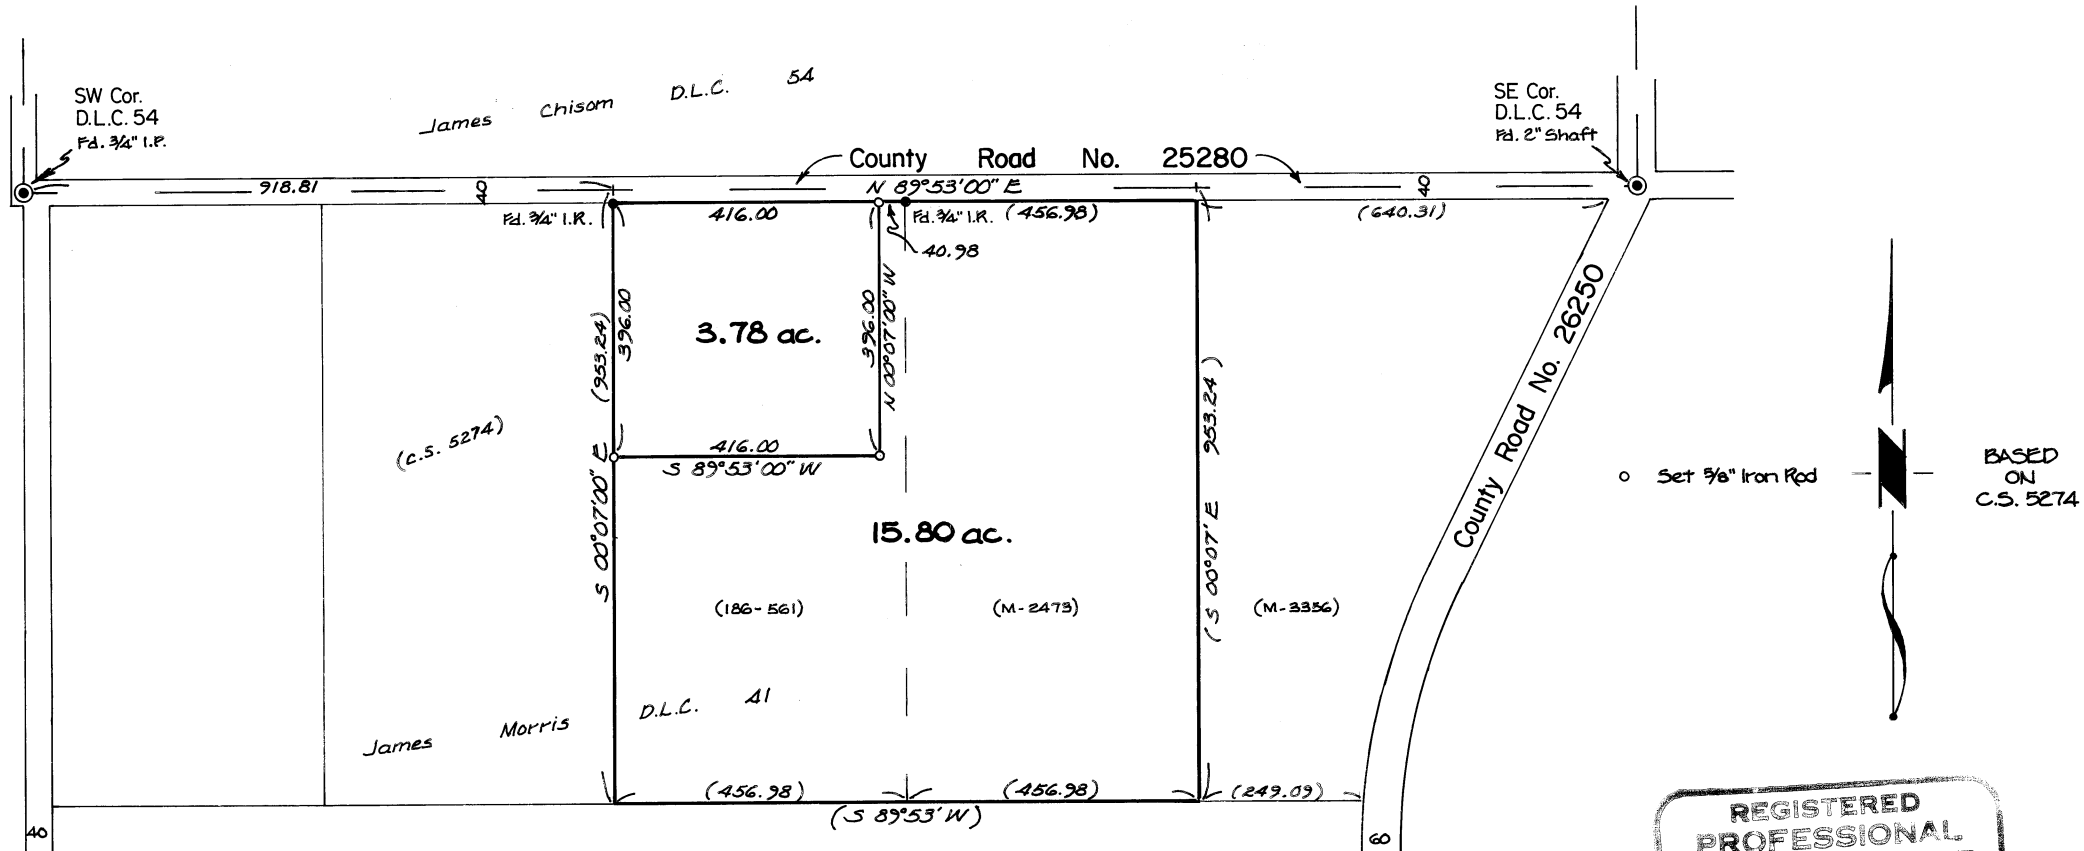 James Chisom D.L.C. 54
SW Cor.
D.L.C. 54
Fd. 3/4" I.P.
SE Cor.
D.L.C. 54
Fd. 2" Shaft
County Road No. 25280
918.81
40
N 89°53'00" E
40
Fd. 3/4" I.R.
416.00
Fd. 3/4" I.R.
(456.98)
(640.31)
40.98
(953.24)
396.00
3.78 ac.
396.00
N 00°07'00" W
(S 00°07' E 953.24)
County Road No. 26250
(C.S. 5274)
416.00
S 89°53'00" W
S 00°07'00" E
Set 5/8" Iron Rod
N
BASED
ON
C.S. 5274
15.80 ac.
(186-561)
(M-2473)
(M-3356)
James Morris D.L.C. 41
(456.98)
(456.98)
(249.09)
(S 89°53' W)
40
60
REGISTERED
PROFESSIONAL